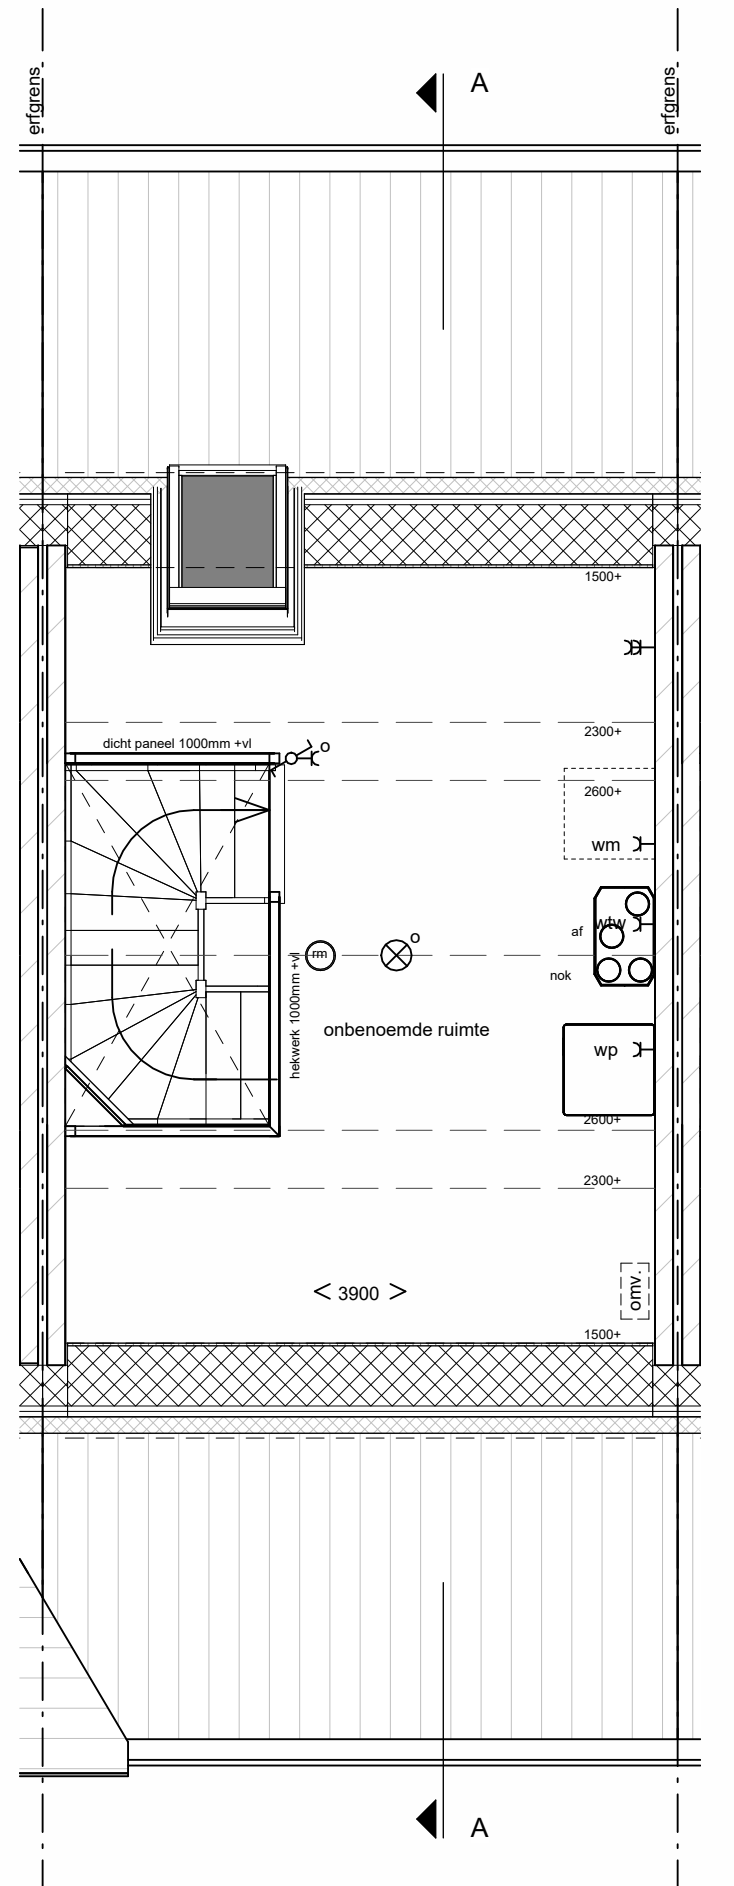 erfgrens
erfgrens
A
1500+
2300+
dicht paneel 1000mm +vl
o
2600+
wm
wtw
af
o
rm
nok
hekwerk 1000mm +vl
onbenoemde ruimte
wp
2600+
2300+
omv.
< 3900 >
1500+
A